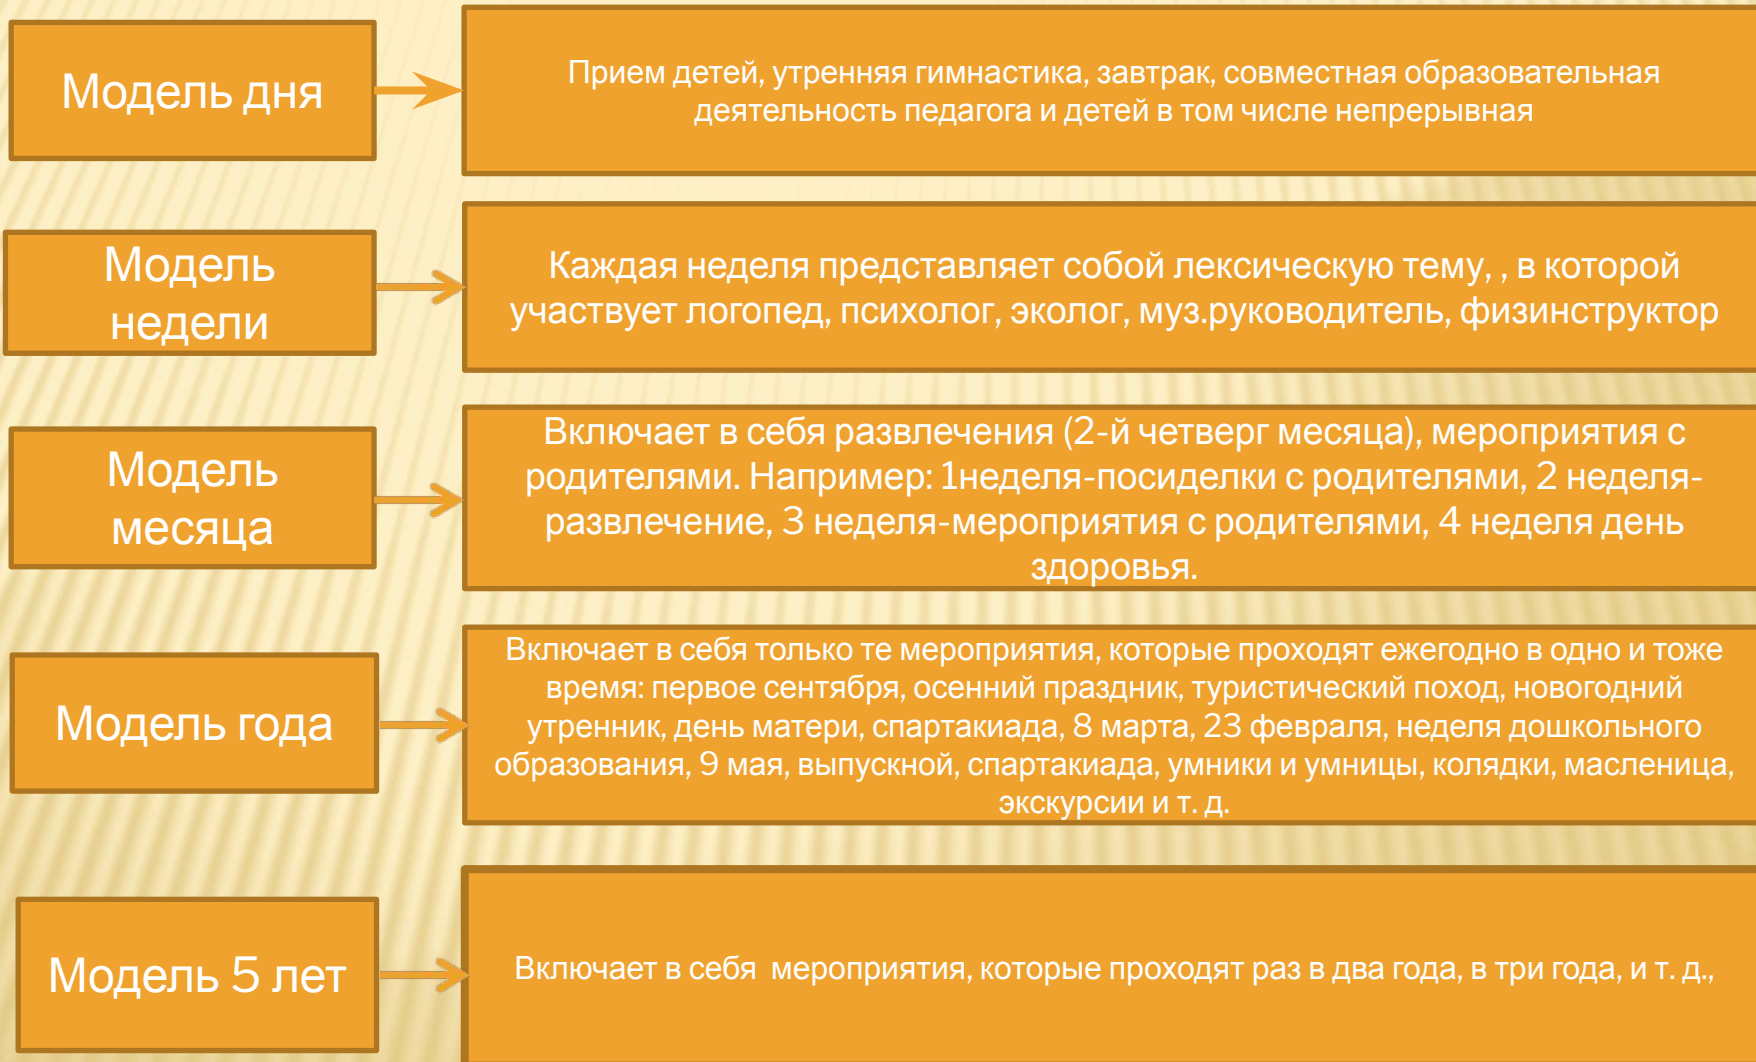 Модель дня
Прием детей, утренняя гимнастика, завтрак, совместная образовательная
деятельность педагога и детей в том числе непрерывная
Модель
недели
Каждая неделя представляет собой лексическую тему, , в которой
участвует логопед, психолог, эколог, муз.руководитель, физинструктор
Модель
месяца
Включает в себя развлечения (2-й четверг месяца), мероприятия с
родителями. Например: 1неделя-посиделки с родителями, 2 неделя-
развлечение, 3 неделя-мероприятия с родителями, 4 неделя день
здоровья.
Модель года
Включает в себя только те мероприятия, которые проходят ежегодно в одно и тоже
время: первое сентября, осенний праздник, туристический поход, новогодний
утренник, день матери, спартакиада, 8 марта, 23 февраля, неделя дошкольного
образования, 9 мая, выпускной, спартакиада, умники и умницы, колядки, масленица,
экскурсии и т. д.
Модель 5 лет
Включает в себя  мероприятия, которые проходят раз в два года, в три года, и т. д.,